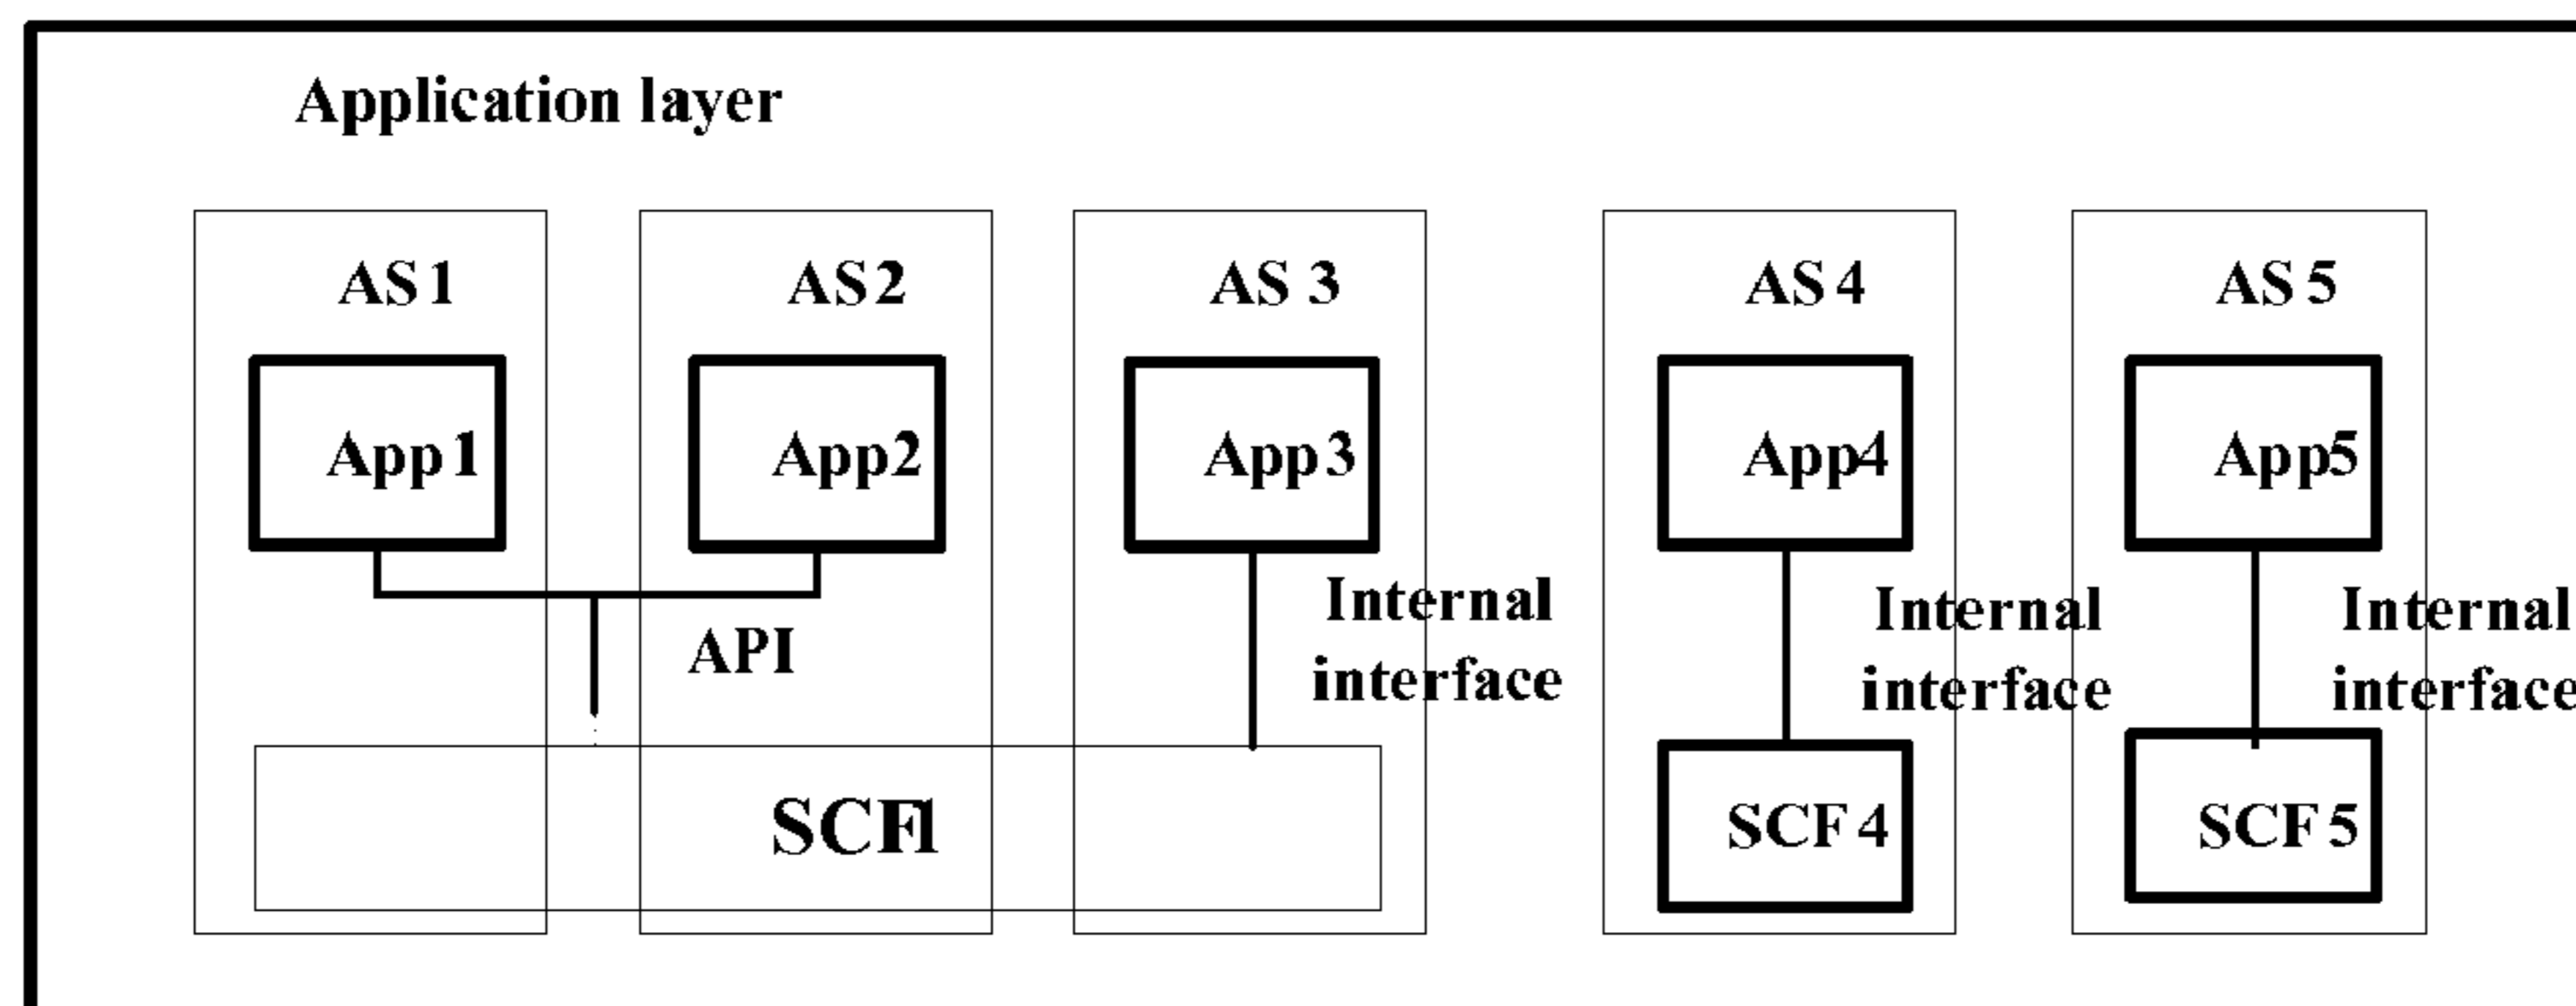 Application layer
AS 1
AS 2
AS 3
AS 4
AS 5
App 1
App2
App 3
App4
App5
API
Internal
interface
Internal
interface
Internal
interface
SCF1
SCF 4
SCF 5